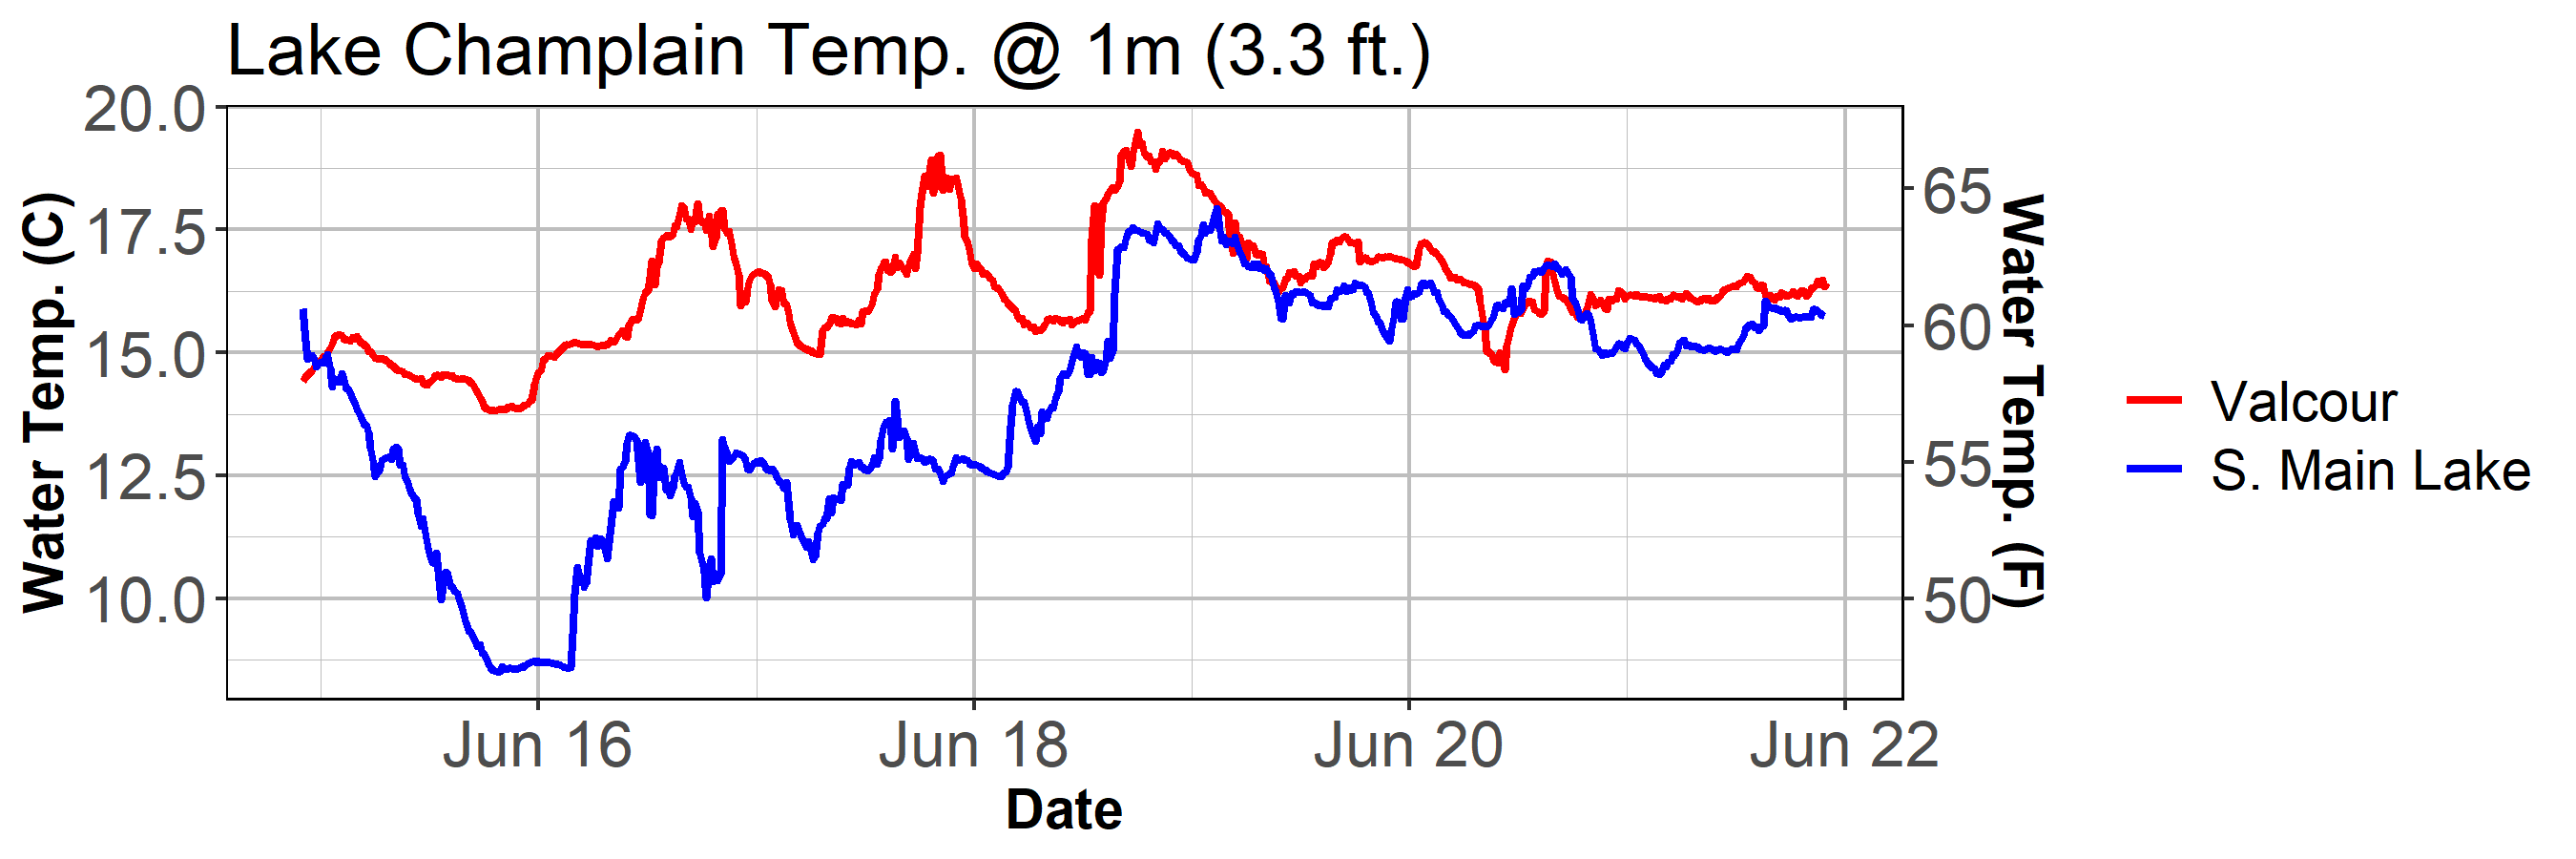 Lake Champlain Temp. @ 1m (3.3 ft.)
20.0
17.5
15.0
12.5
10.0
Water Temp. (C)
65
60
55
50
Water Temp. (F)
Jun 16
Jun 18
Jun 20
Jun 22
Date
Valcour
S. Main Lake